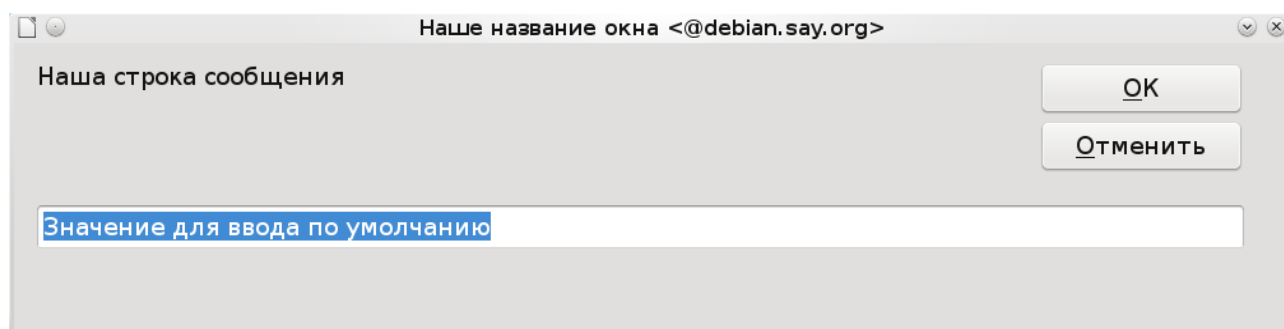 Наше название окна <@debian.say.org>
Наша строка сообщения
OK
Отменить
Значение для ввода по умолчанию